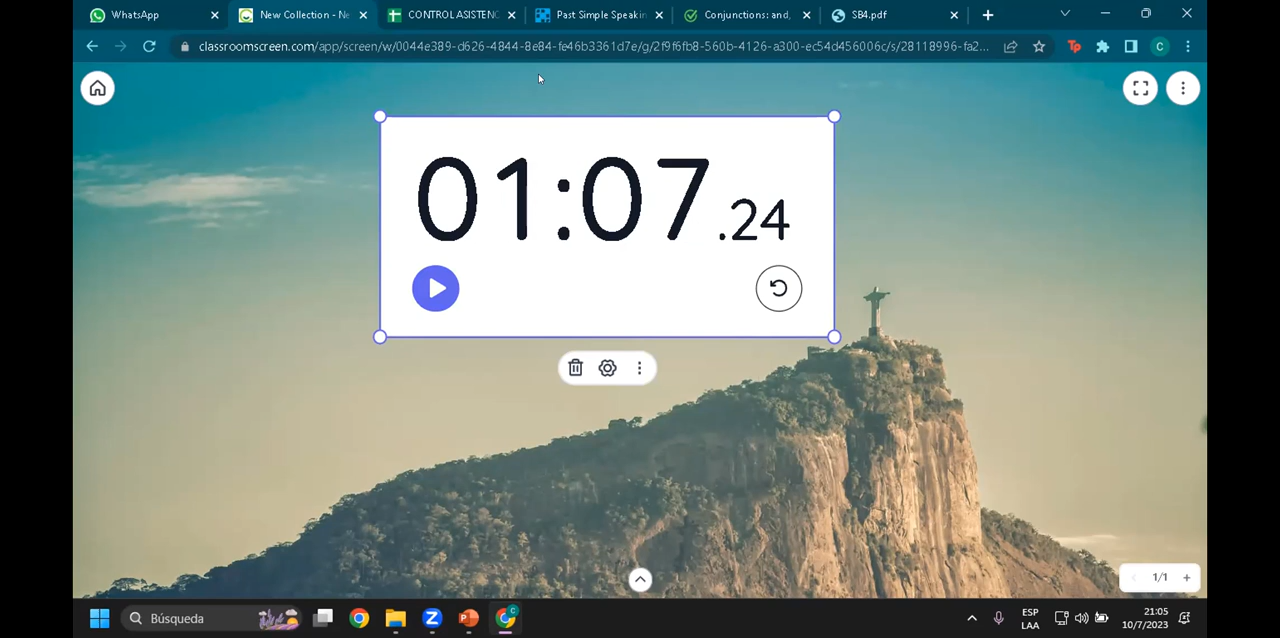 WhatsApp
New Collection - Ne
CONTROL ASISTENC
Past Simple Speakin
Conjunctions: and,
SB4.pdf
classroomscreen.com/app/screen/w/0044e389-d626-4844-8e84-fe46b3361d7e/g/2f9f6fb8-560b-4126-a300-ec54d456006c/s/28118996-fa2...
01:07.24
1/1
Búsqueda
ESP
LAA
21:05
10/7/2023